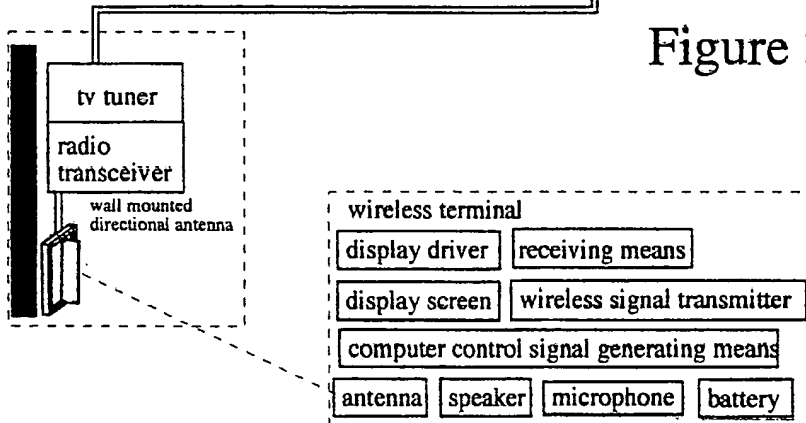 Figure
tv tuner
radio
transceiver
wall mounted
directional antenna
wireless terminal
display driver receiving means
display screen wireless signal transmitter
computer control signal generating means
antenna speaker microphone battery